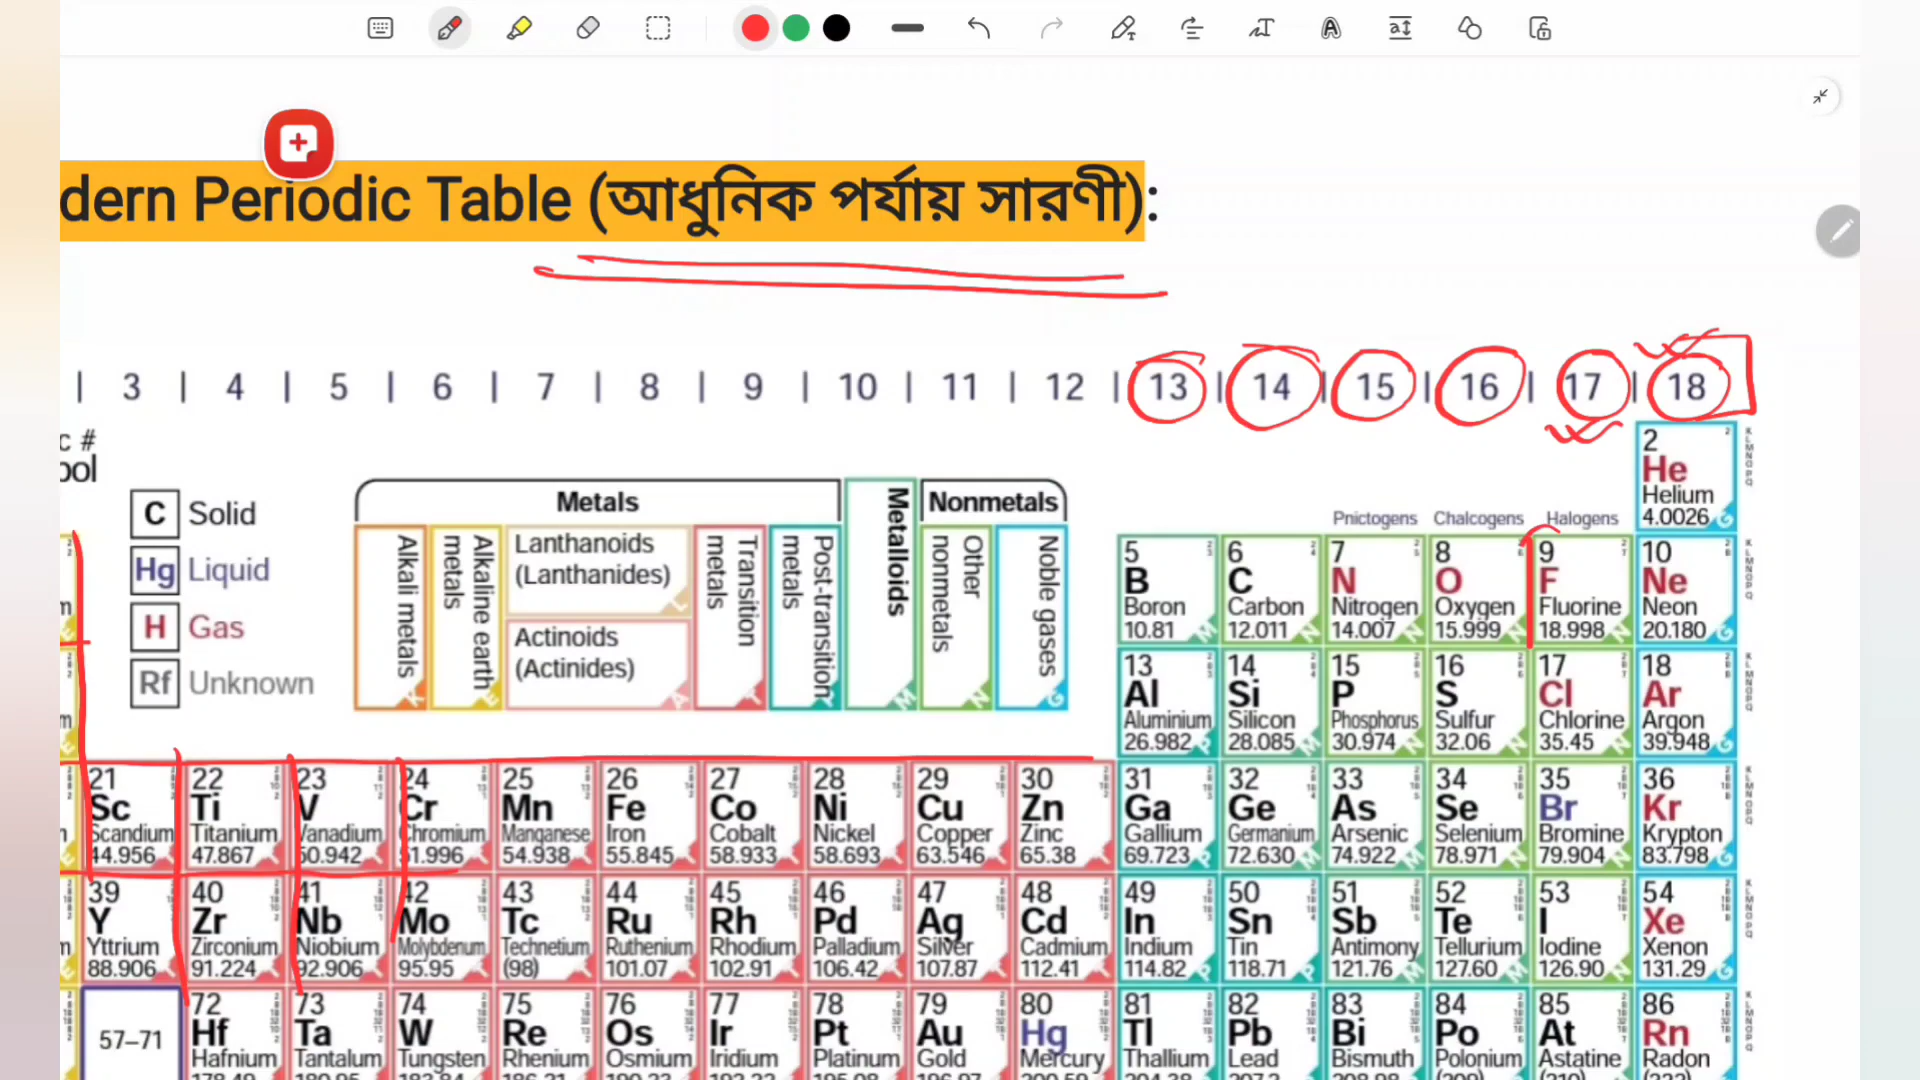 dern Periodic Table (আধুনিক পর্যায় সারণী):
| 3 | 4 | 5 | 6 | 7 | 8 | 9 | 10 | 11 | 12 | 13 | 14 | 15 | 16 | 17 | 18
c #
ool
C Solid
Hg Liquid
H Gas
Rf Unknown
Metals
Metalloids
Nonmetals
Alkali metals
Alkaline earth metals
Lanthanoids
(Lanthanides)
Actinoids
(Actinides)
Transition metals
Post-transition metals
Other nonmetals
Noble gases
Pnictogens Chalcogens Halogens
2
He
Helium
4.0026
5 6 7 8 9 10
B C N O F Ne
Boron Carbon Nitrogen Oxygen Fluorine Neon
10.81 12.011 14.007 15.999 18.998 20.180
13 14 15 16 17 18
Al Si P S Cl Ar
Aluminium Silicon Phosphorus Sulfur Chlorine Argon
26.982 28.085 30.974 32.06 35.45 39.948
21 22 23 24 25 26 27 28 29 30 31 32 33 34 35 36
Sc Ti V Cr Mn Fe Co Ni Cu Zn Ga Ge As Se Br Kr
Scandium Titanium Vanadium Chromium Manganese Iron Cobalt Nickel Copper Zinc Gallium Germanium Arsenic Selenium Bromine Krypton
44.956 47.867 50.942 51.996 54.938 55.845 58.933 58.693 63.546 65.38 69.723 72.630 74.922 78.971 79.904 83.798
39 40 41 42 43 44 45 46 47 48 49 50 51 52 53 54
Y Zr Nb Mo Tc Ru Rh Pd Ag Cd In Sn Sb Te I Xe
Yttrium Zirconium Niobium Molybdenum Technetium Ruthenium Rhodium Palladium Silver Cadmium Indium Tin Antimony Tellurium Iodine Xenon
88.906 91.224 92.906 95.95 (98) 101.07 102.91 106.42 107.87 112.41 114.82 118.71 121.76 127.60 126.90 131.29
57–71 72 73 74 75 76 77 78 79 80 81 82 83 84 85 86
Hf Ta W Re Os Ir Pt Au Hg Tl Pb Bi Po At Rn
Hafnium Tantalum Tungsten Rhenium Osmium Iridium Platinum Gold Mercury Thallium Lead Bismuth Polonium Astatine Radon